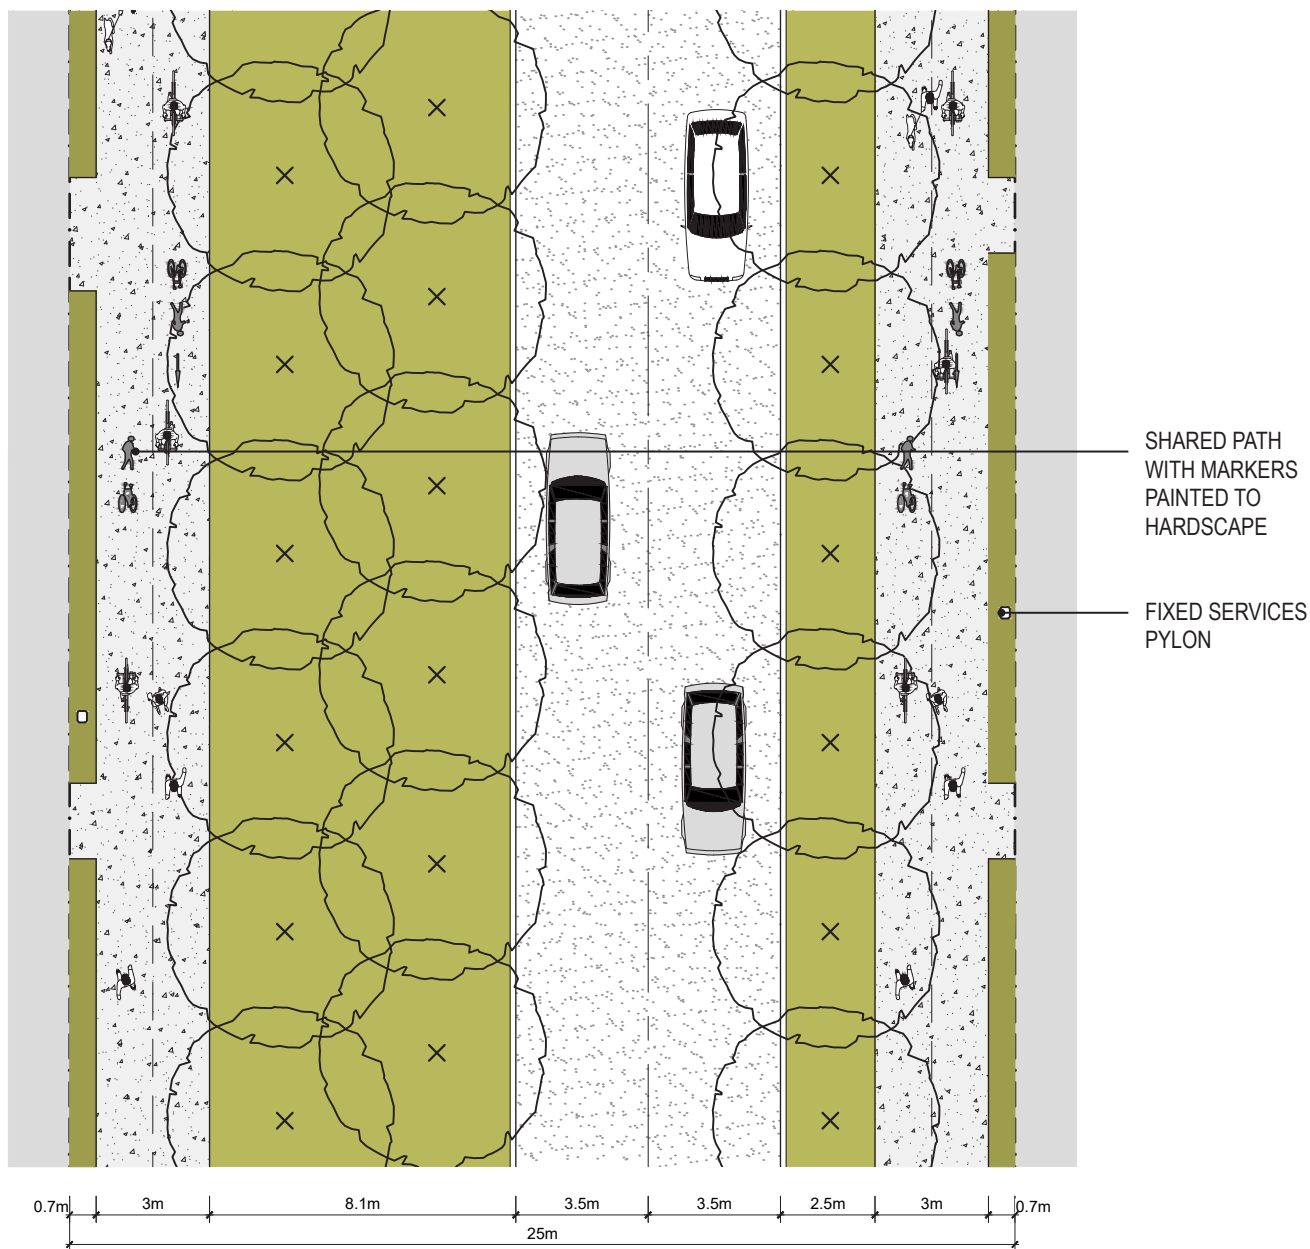 SHARED PATH
WITH MARKERS
PAINTED TO
HARDSCAPE
FIXED SERVICES
PYLON
0.7m 3m 8.1m 3.5m 3.5m 2.5m 3m 0.7m
25m